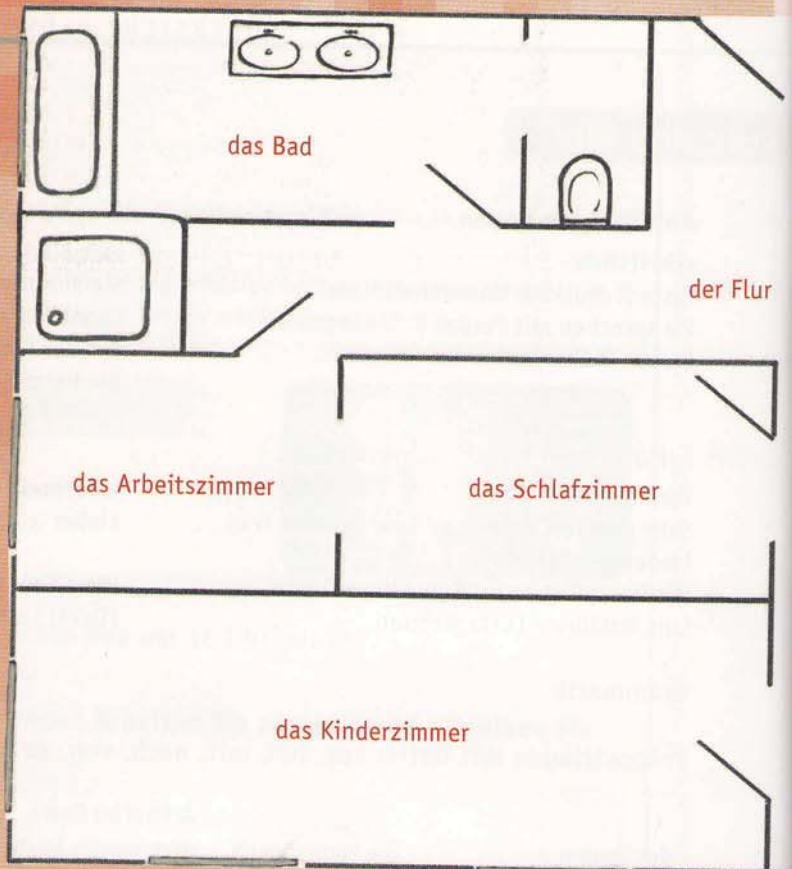 das Bad
der Flur
das Arbeitszimmer
das Schlafzimmer
das Kinderzimmer